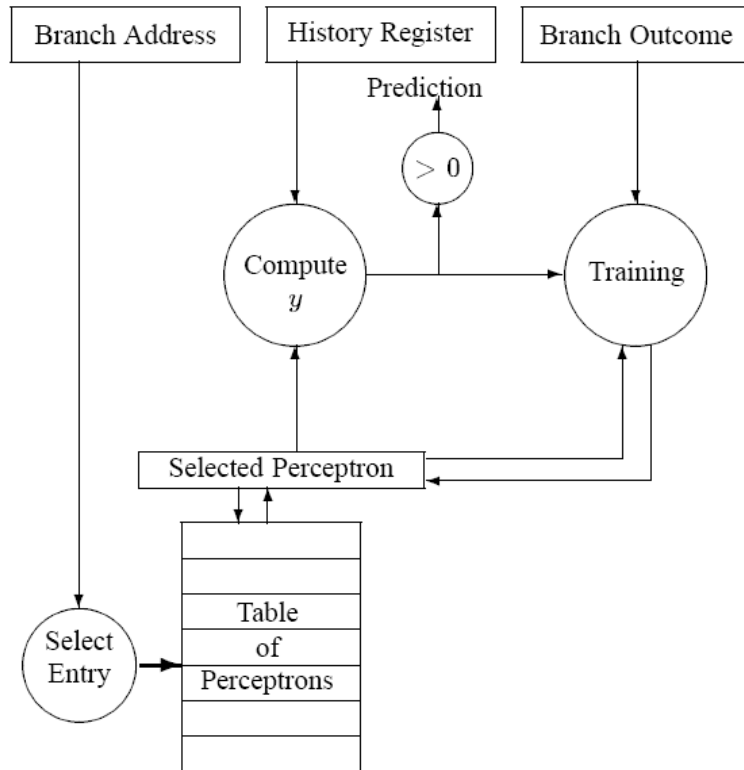 Branch Address
History Register
Branch Outcome
Prediction
> 0
Compute
y
Training
Selected Perceptron
Select
Entry
Table
of
Perceptrons